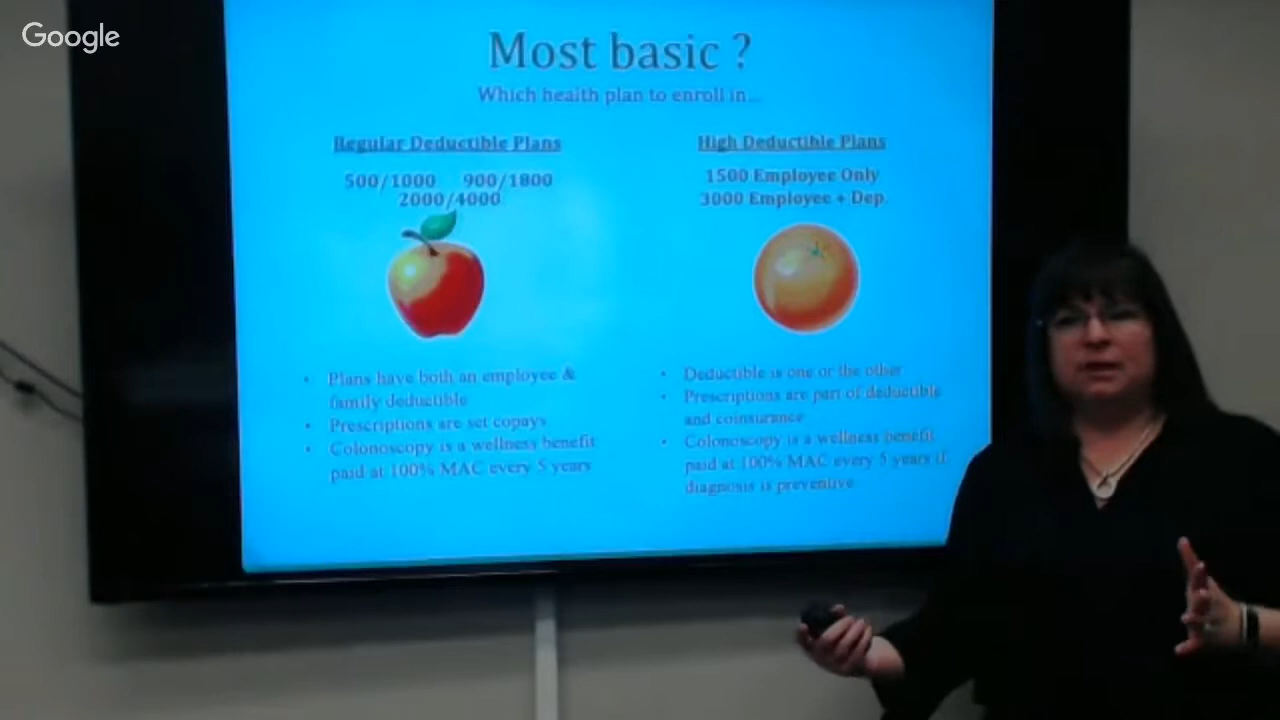 Google
Most basic ?
Which health plan to enroll in...
Regular Deductible Plans
500/1000 900/1800
2000/4000
• Plans have both an employee &
family deductible
• Prescriptions are set copays
• Colonoscopy is a wellness benefit
paid at 100% MAC every 5 years
High Deductible Plans
1500 Employee Only
3000 Employee + Dep.
• Deductible is one or the other
• Prescriptions are part of deductible
and coinsurance
• Colonoscopy is a wellness benefit
paid at 100% MAC every 5 years if
diagnosis is preventive